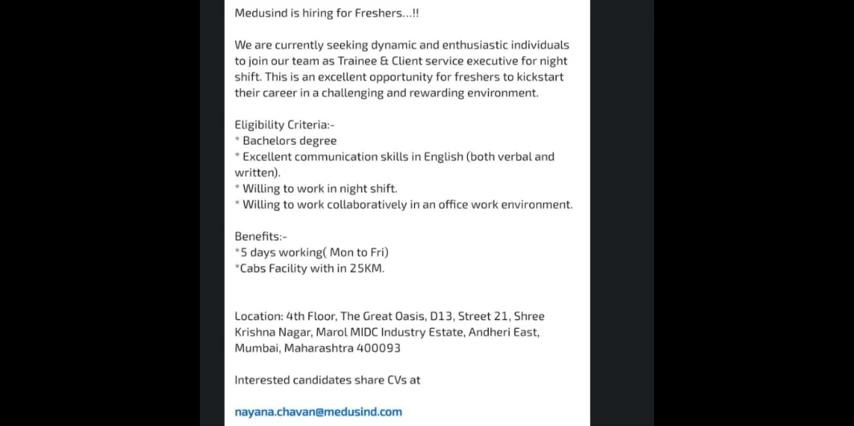 Medusind is hiring for Freshers...!!
We are currently seeking dynamic and enthusiastic individuals
to join our team as Trainee & Client service executive for night
shift. This is an excellent opportunity for freshers to kickstart
their career in a challenging and rewarding environment.
Eligibility Criteria:-
* Bachelors degree
* Excellent communication skills in English (both verbal and
written).
* Willing to work in night shift.
* Willing to work collaboratively in an office work environment.
Benefits:-
*5 days working( Mon to Fri)
*Cabs Facility with in 25KM.
Location: 4th Floor, The Great Oasis, D13, Street 21, Shree
Krishna Nagar, Marol MIDC Industry Estate, Andheri East,
Mumbai, Maharashtra 400093
Interested candidates share CVs at
nayana.chavan@medusind.com